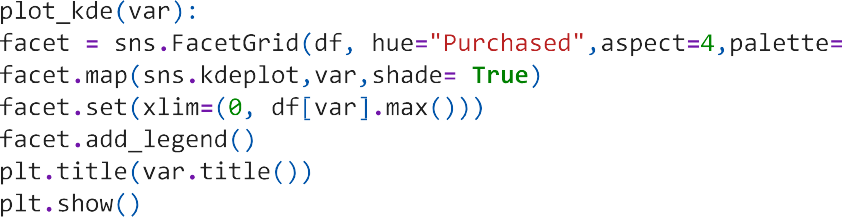 plot_kde(var):
facet = sns.FacetGrid(df, hue="Purchased",aspect=4,palette=
facet.map(sns.kdeplot,var,shade= True)
facet.set(xlim=(0, df[var].max()))
facet.add_legend()
plt.title(var.title())
plt.show()